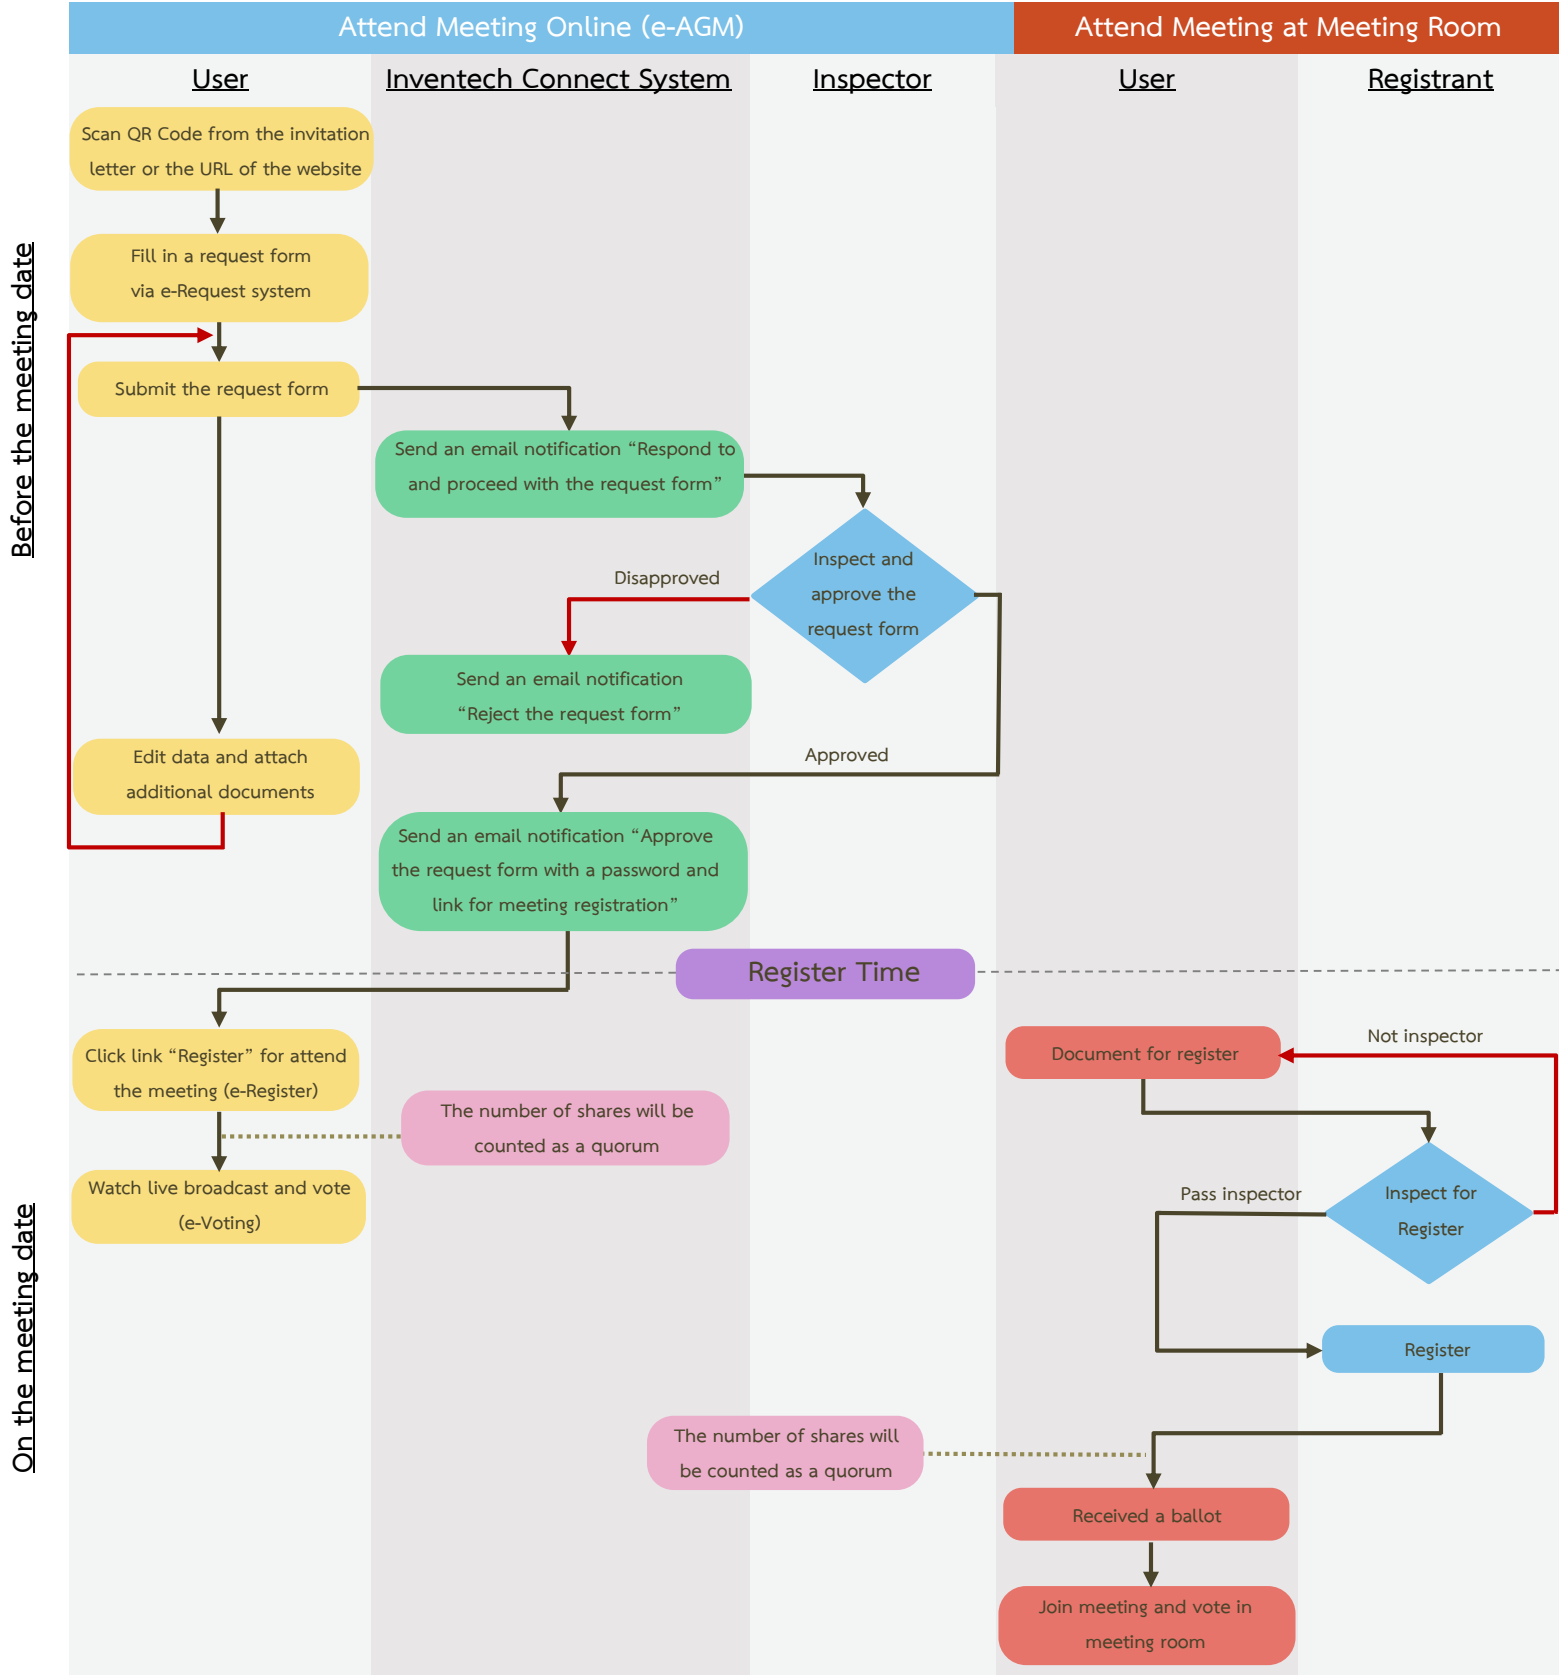 Attend Meeting Online (e-AGM)
Attend Meeting at Meeting Room
User
Inventech Connect System
Inspector
User
Registrant
Before the meeting date
Scan QR Code from the invitation
letter or the URL of the website
Fill in a request form
via e-Request system
Submit the request form
Send an email notification “Respond to
and proceed with the request form”
Inspect and
approve the
request form
Disapproved
Send an email notification
“Reject the request form”
Approved
Edit data and attach
additional documents
Send an email notification “Approve
the request form with a password and
link for meeting registration”
Register Time
On the meeting date
Click link “Register” for attend
the meeting (e-Register)
The number of shares will be
counted as a quorum
Watch live broadcast and vote
(e-Voting)
Document for register
Not inspector
Pass inspector
Inspect for
Register
Register
The number of shares will
be counted as a quorum
Received a ballot
Join meeting and vote in
meeting room